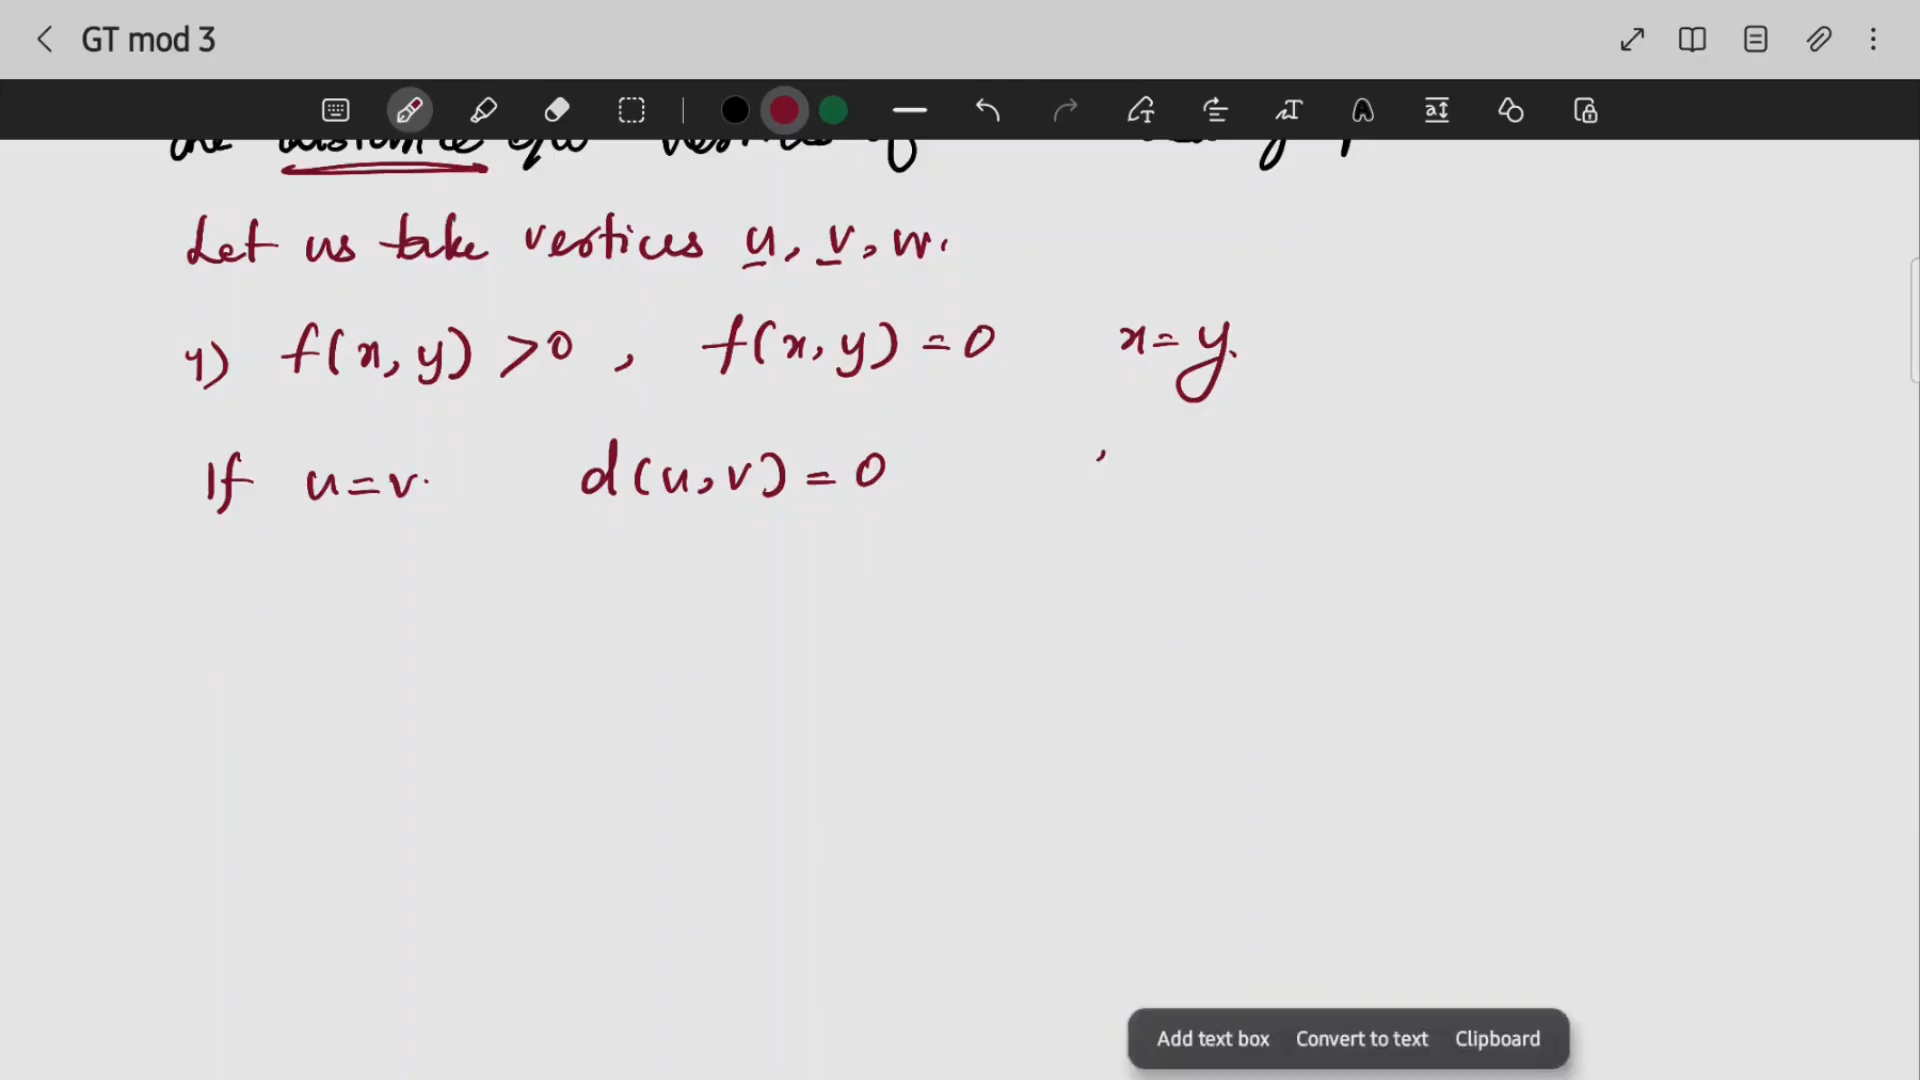 GT mod 3
Let us take vertices u, v, w.
1) f(x, y) >0 , f(x, y) = 0 x = y.
If u = v. d(u, v) = 0 ,
Add text box Convert to text Clipboard